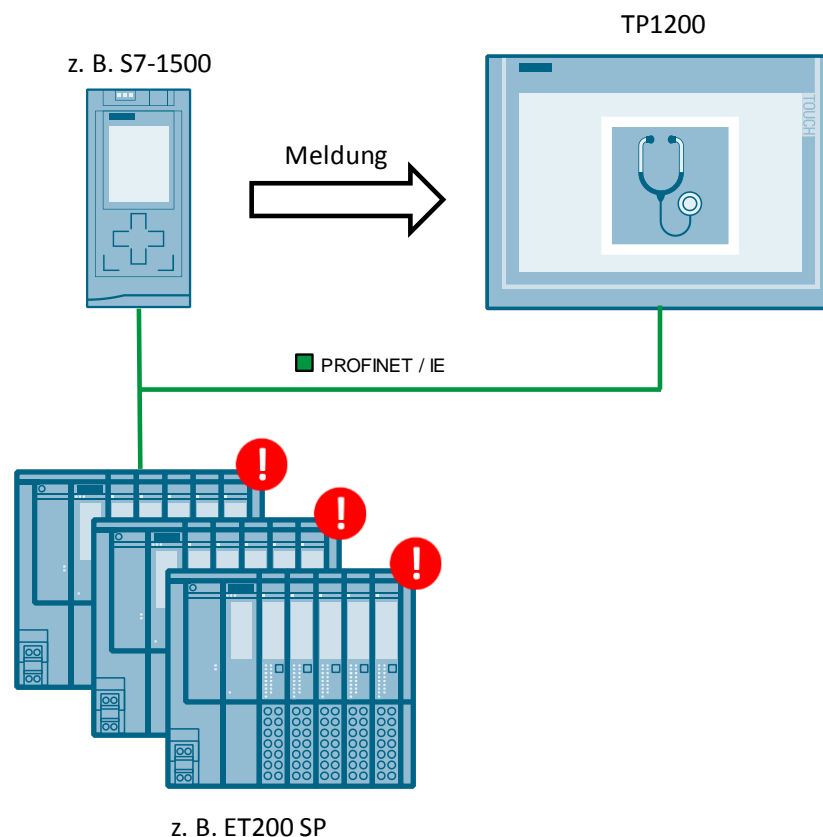 TP1200
z. B. S7-1500
TOUCH
Meldung
PROFINET / IE
z. B. ET200 SP